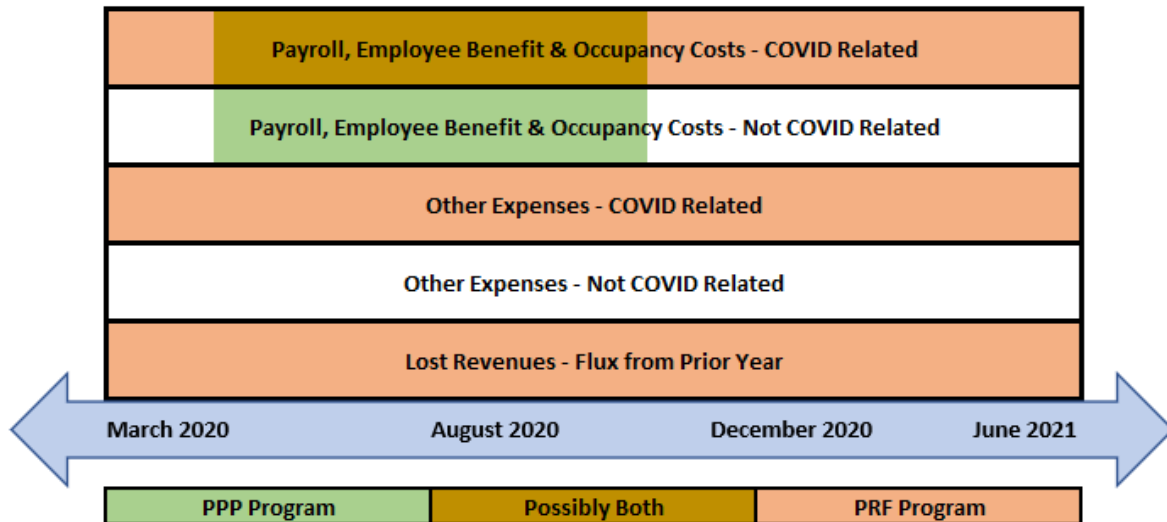 Payroll, Employee Benefit & Occupancy Costs - COVID Related
Payroll, Employee Benefit & Occupancy Costs - Not COVID Related
Other Expenses - COVID Related
Other Expenses - Not COVID Related
Lost Revenues - Flux from Prior Year
March 2020 August 2020 December 2020 June 2021
PPP Program Possibly Both PRF Program